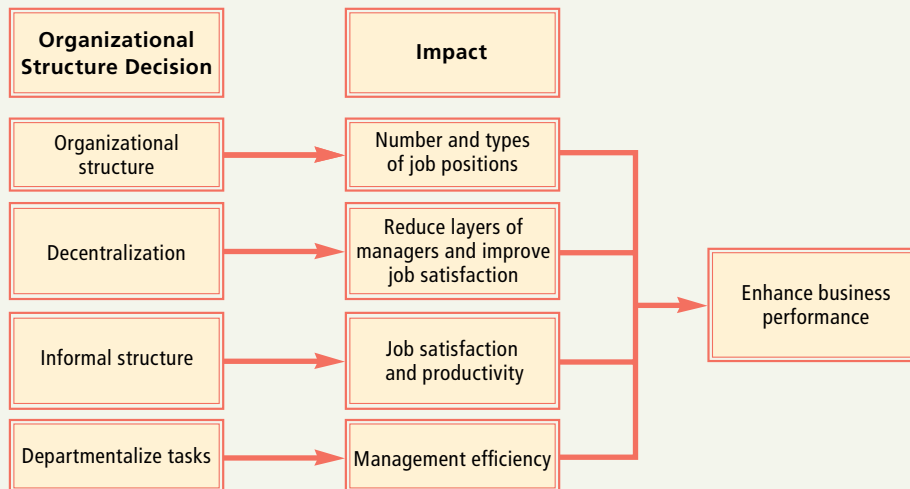 Organizational
Structure Decision
Impact
Organizational
structure
Number and types
of job positions
Decentralization
Reduce layers of
managers and improve
job satisfaction
Enhance business
performance
Informal structure
Job satisfaction
and productivity
Departmentalize tasks
Management efficiency